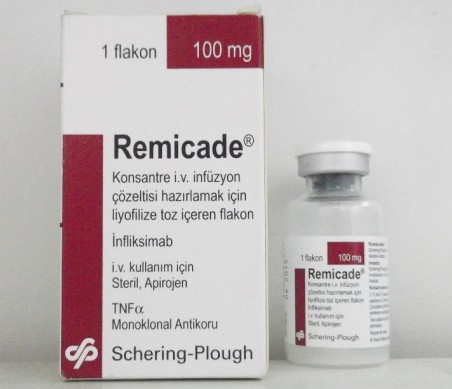 1 flakon 100 mg
Remicade®
Konsantre i.v. infüzyon
çözeltisi hazırlamak için
liyofilize toz içeren flakon
İnfliksimab
i.v. kullanım için
Steril, Apirojen
TNFα
Monoklonal Antikoru
Schering-Plough
1 flakon 100 mg
Remicade®
Konsantre i.v. infüzyon
çözeltisi hazırlamak için
liyofilize toz içeren flakon
İnfliksimab
i.v. kullanım için
Steril, Apirojen